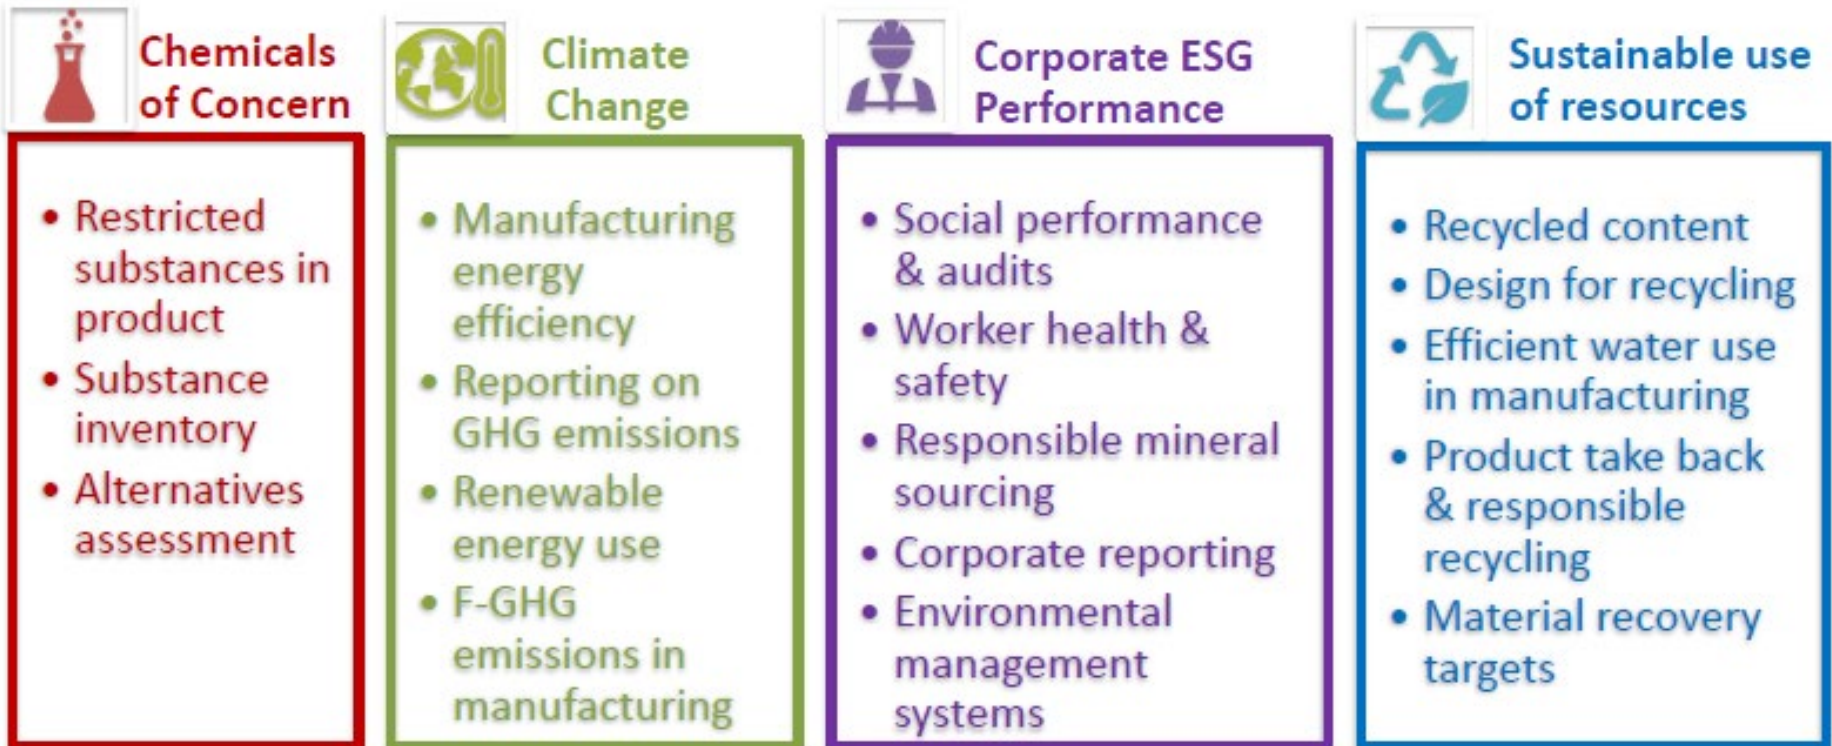 Chemicals
of Concern
• Restricted
substances in
product
• Substance
inventory
• Alternatives
assessment
Climate
Change
• Manufacturing
energy
efficiency
• Reporting on
GHG emissions
• Renewable
energy use
• F-GHG
emissions in
manufacturing
Corporate ESG
Performance
• Social performance
& audits
• Worker health &
safety
• Responsible mineral
sourcing
• Corporate reporting
• Environmental
management
systems
Sustainable use
of resources
• Recycled content
• Design for recycling
• Efficient water use
in manufacturing
• Product take back
& responsible
recycling
• Material recovery
targets